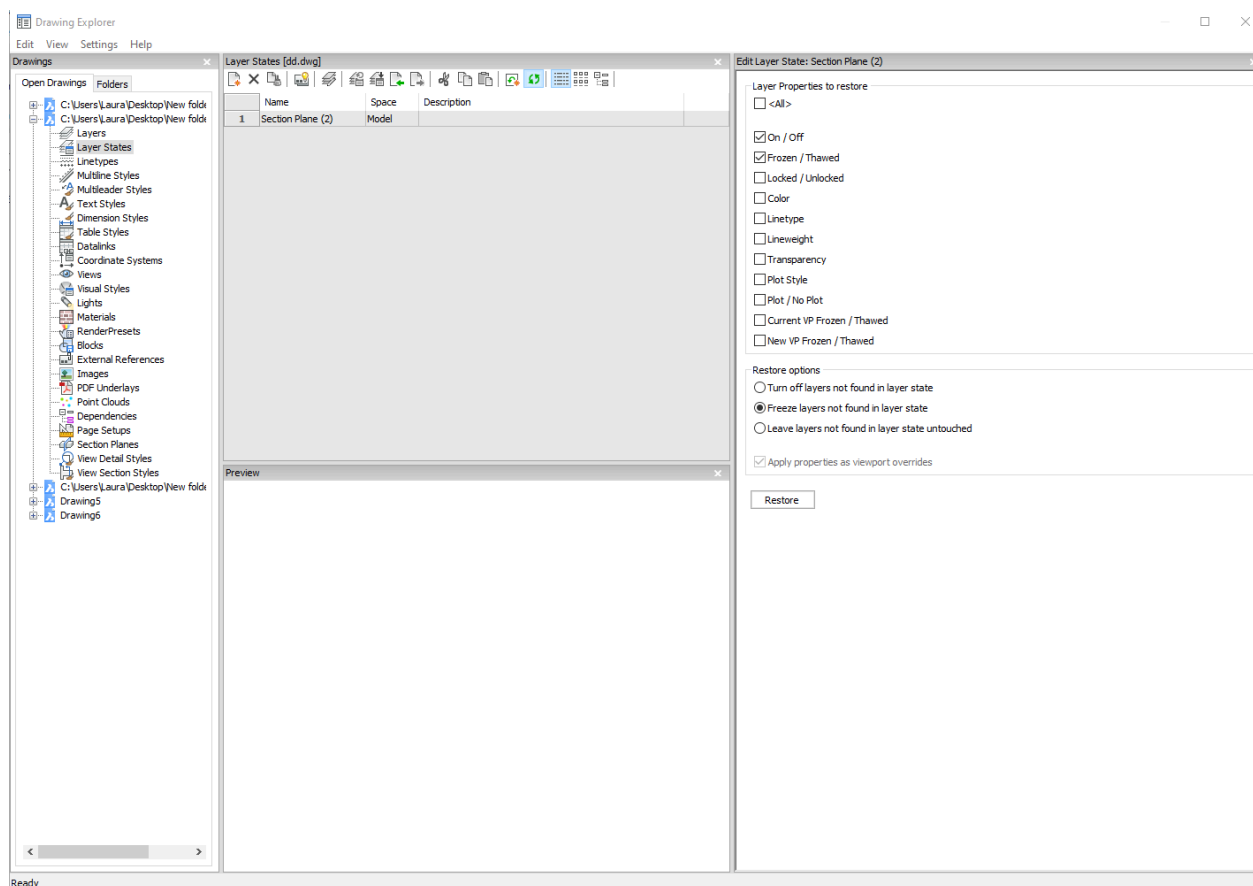 Drawing Explorer
Edit View Settings Help
Drawings
Open Drawings Folders
C:\Users\Laura\Desktop\New folde
C:\Users\Laura\Desktop\New folde
Layers
Layer States
Linetypes
Multiline Styles
Multileader Styles
Text Styles
Dimension Styles
Table Styles
Datalinks
Coordinate Systems
Views
Visual Styles
Lights
Materials
RenderPresets
Blocks
External References
Images
PDF Underlays
Point Clouds
Dependencies
Page Setups
Section Planes
View Detail Styles
View Section Styles
C:\Users\Laura\Desktop\New folde
Drawing5
Drawing6
Layer States [dd.dwg]
Name Space Description
1 Section Plane (2) Model
Preview
Edit Layer State: Section Plane (2)
Layer Properties to restore
<All>
On / Off
Frozen / Thawed
Locked / Unlocked
Color
Linetype
Lineweight
Transparency
Plot Style
Plot / No Plot
Current VP Frozen / Thawed
New VP Frozen / Thawed
Restore options
Turn off layers not found in layer state
Freeze layers not found in layer state
Leave layers not found in layer state untouched
Apply properties as viewport overrides
Restore
Ready